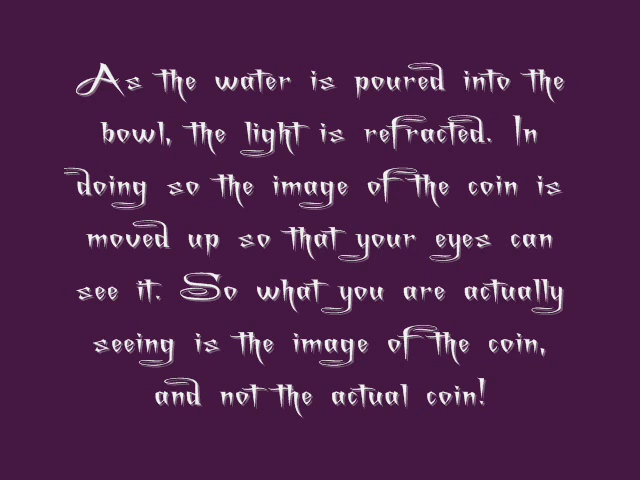 As the water is poured into the
bowl, the light is refracted. In
doing so the image of the coin is
moved up so that your eyes can
see it. So what you are actually
seeing is the image of the coin,
and not the actual coin!